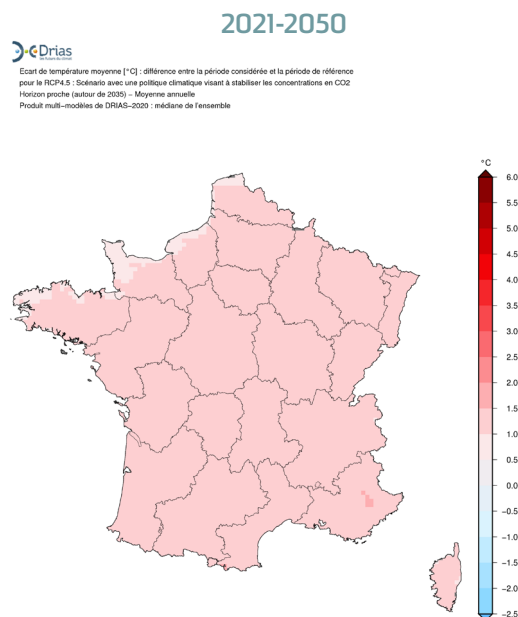 2021-2050
Drias
les futurs du climat
Ecart de température moyenne [°C] : différence entre la période considérée et la période de référence
pour le RCP4.5 : Scénario avec une politique climatique visant à stabiliser les concentrations en CO2
Horizon proche (autour de 2035) – Moyenne annuelle
Produit multi–modèles de DRIAS–2020 : médiane de l'ensemble
°C
6.0
5.5
5.0
4.5
4.0
3.5
3.0
2.5
2.0
1.5
1.0
0.5
0.0
−0.5
−1.0
−1.5
−2.0
−2.5